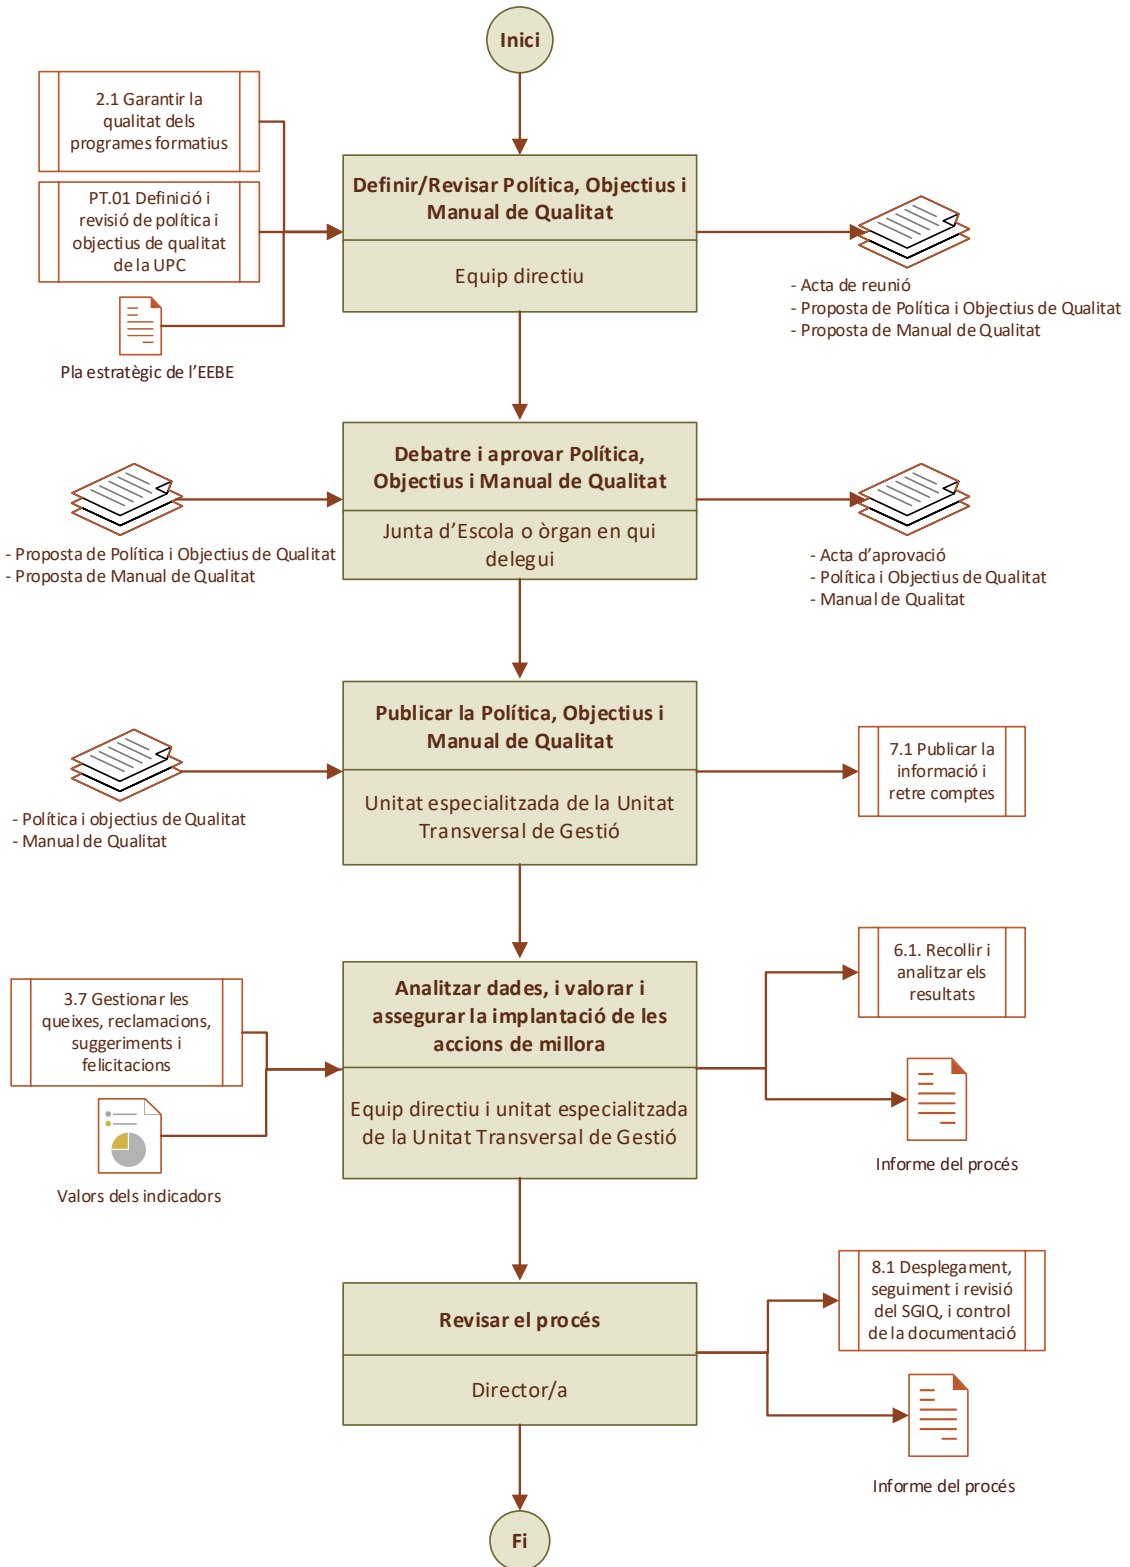 Inici
2.1 Garantir la
qualitat dels
programes formatius
PT.01 Definició i
revisió de política i
objectius de qualitat
de la UPC
Pla estratègic de l’EEBE
Definir/Revisar Política, Objectius i
Manual de Qualitat
Equip directiu
- Acta de reunió
- Proposta de Política i Objectius de Qualitat
- Proposta de Manual de Qualitat
- Proposta de Política i Objectius de Qualitat
- Proposta de Manual de Qualitat
Debatre i aprovar Política,
Objectius i Manual de Qualitat
Junta d’Escola o òrgan en qui
delegui
- Acta d’aprovació
- Política i Objectius de Qualitat
- Manual de Qualitat
- Política i objectius de Qualitat
- Manual de Qualitat
Publicar la Política, Objectius i
Manual de Qualitat
Unitat especialitzada de la Unitat
Transversal de Gestió
7.1 Publicar la
informació i
retre comptes
3.7 Gestionar les
queixes, reclamacions,
suggeriments i
felicitacions
Valors dels indicadors
Analitzar dades, i valorar i
assegurar la implantació de les
accions de millora
Equip directiu i unitat especialitzada
de la Unitat Transversal de Gestió
6.1. Recollir i
analitzar els
resultats
Informe del procés
Revisar el procés
Director/a
8.1 Desplegament,
seguiment i revisió
del SGIQ, i control
de la documentació
Informe del procés
Fi